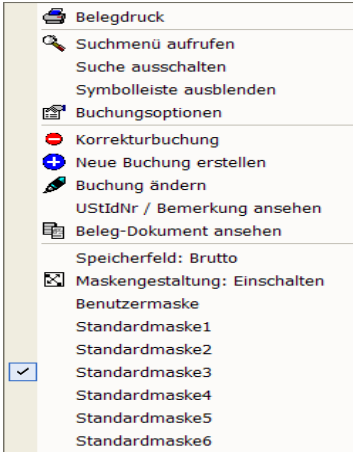 Belegdruck
Suchmenü aufrufen
Suche ausschalten
Symbolleiste ausblenden
Buchungsoptionen
Korrekturbuchung
Neue Buchung erstellen
Buchung ändern
UStIdNr / Bemerkung ansehen
Beleg-Dokument ansehen
Speicherfeld: Brutto
Maskengestaltung: Einschalten
Benutzermaske
Standardmaske1
Standardmaske2
Standardmaske3
Standardmaske4
Standardmaske5
Standardmaske6